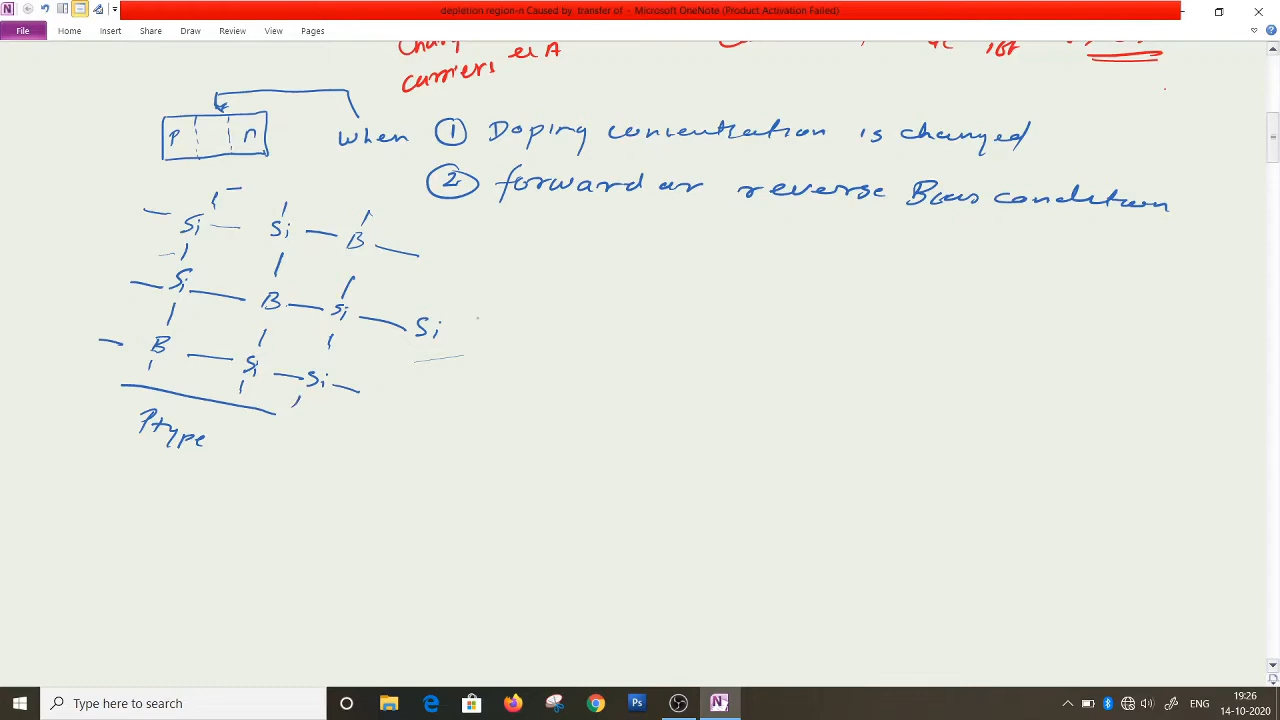 depletion region-n Caused by transfer of - Microsoft OneNote (Product Activation Failed)
File Home Insert Share Draw Review View Pages
carriers
p n when ① Doping concentration is changed
② forward or reverse Bias condition
Si Si B
Si B Si Si
B Si Si
Ptype
Type here to search
Ps
ENG
19:26
14-10-2020